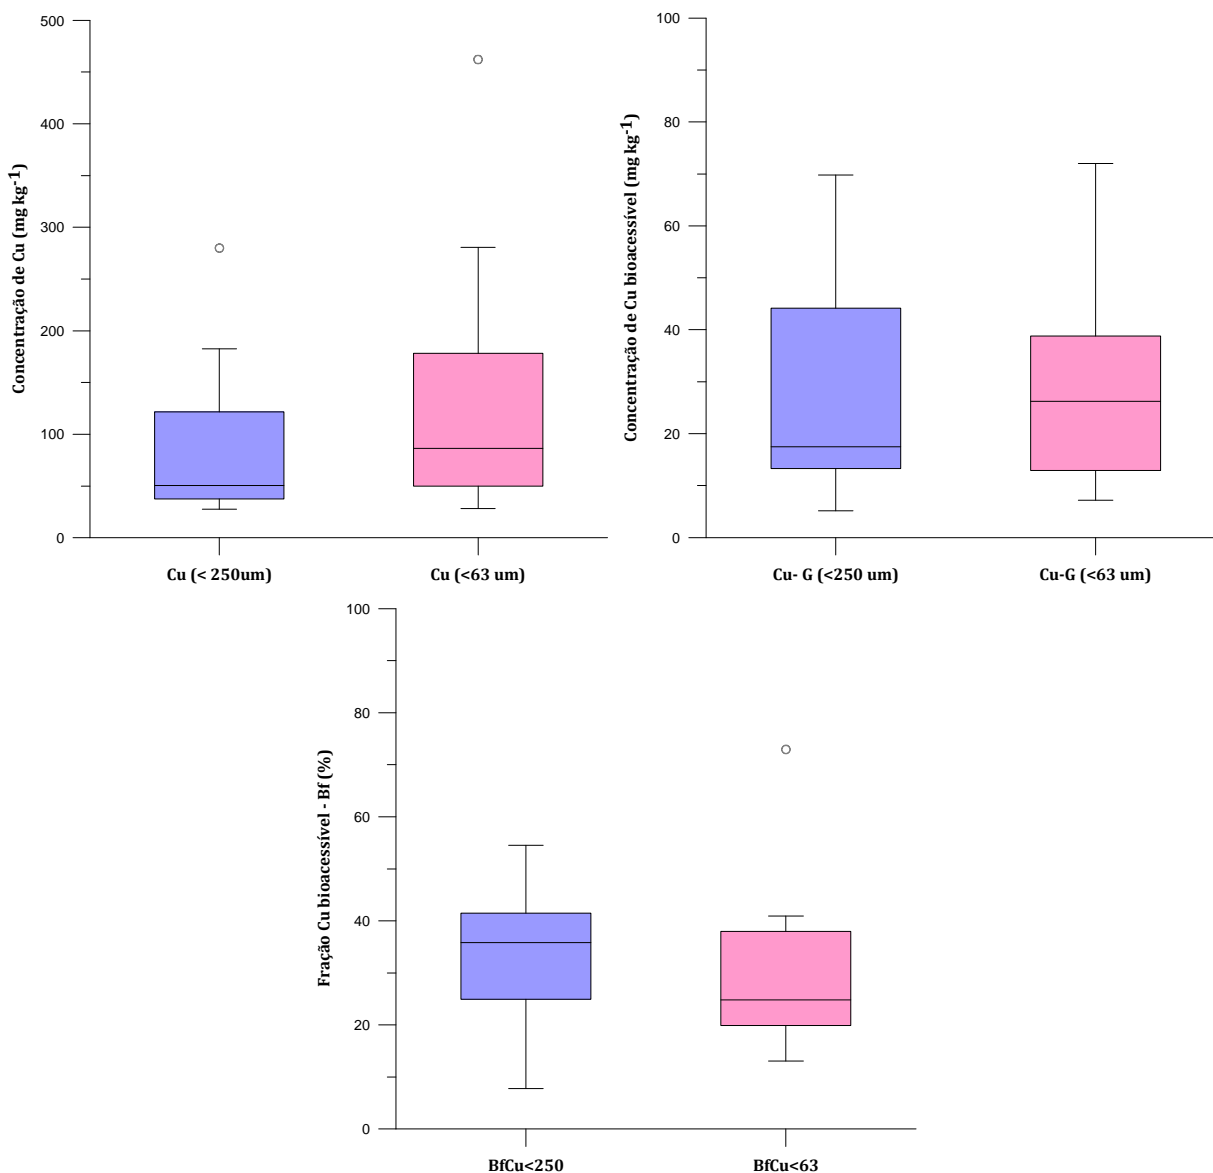 Concentração de Cu (mg kg-1)
500
400
300
200
100
0
Cu (< 250um)
Cu (<63 um)
Concentração de Cu bioacessível (mg kg-1)
100
80
60
40
20
0
Cu- G (<250 um)
Cu-G (<63 um)
Fração Cu bioacessível - Bf (%)
100
80
60
40
20
0
BfCu<250
BfCu<63